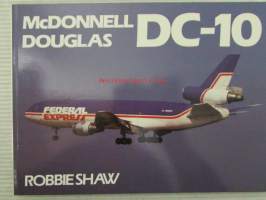 McDONNELL
DOUGLAS DC-10
FEDERAL
EXPRESS
ROBBIE SHAW